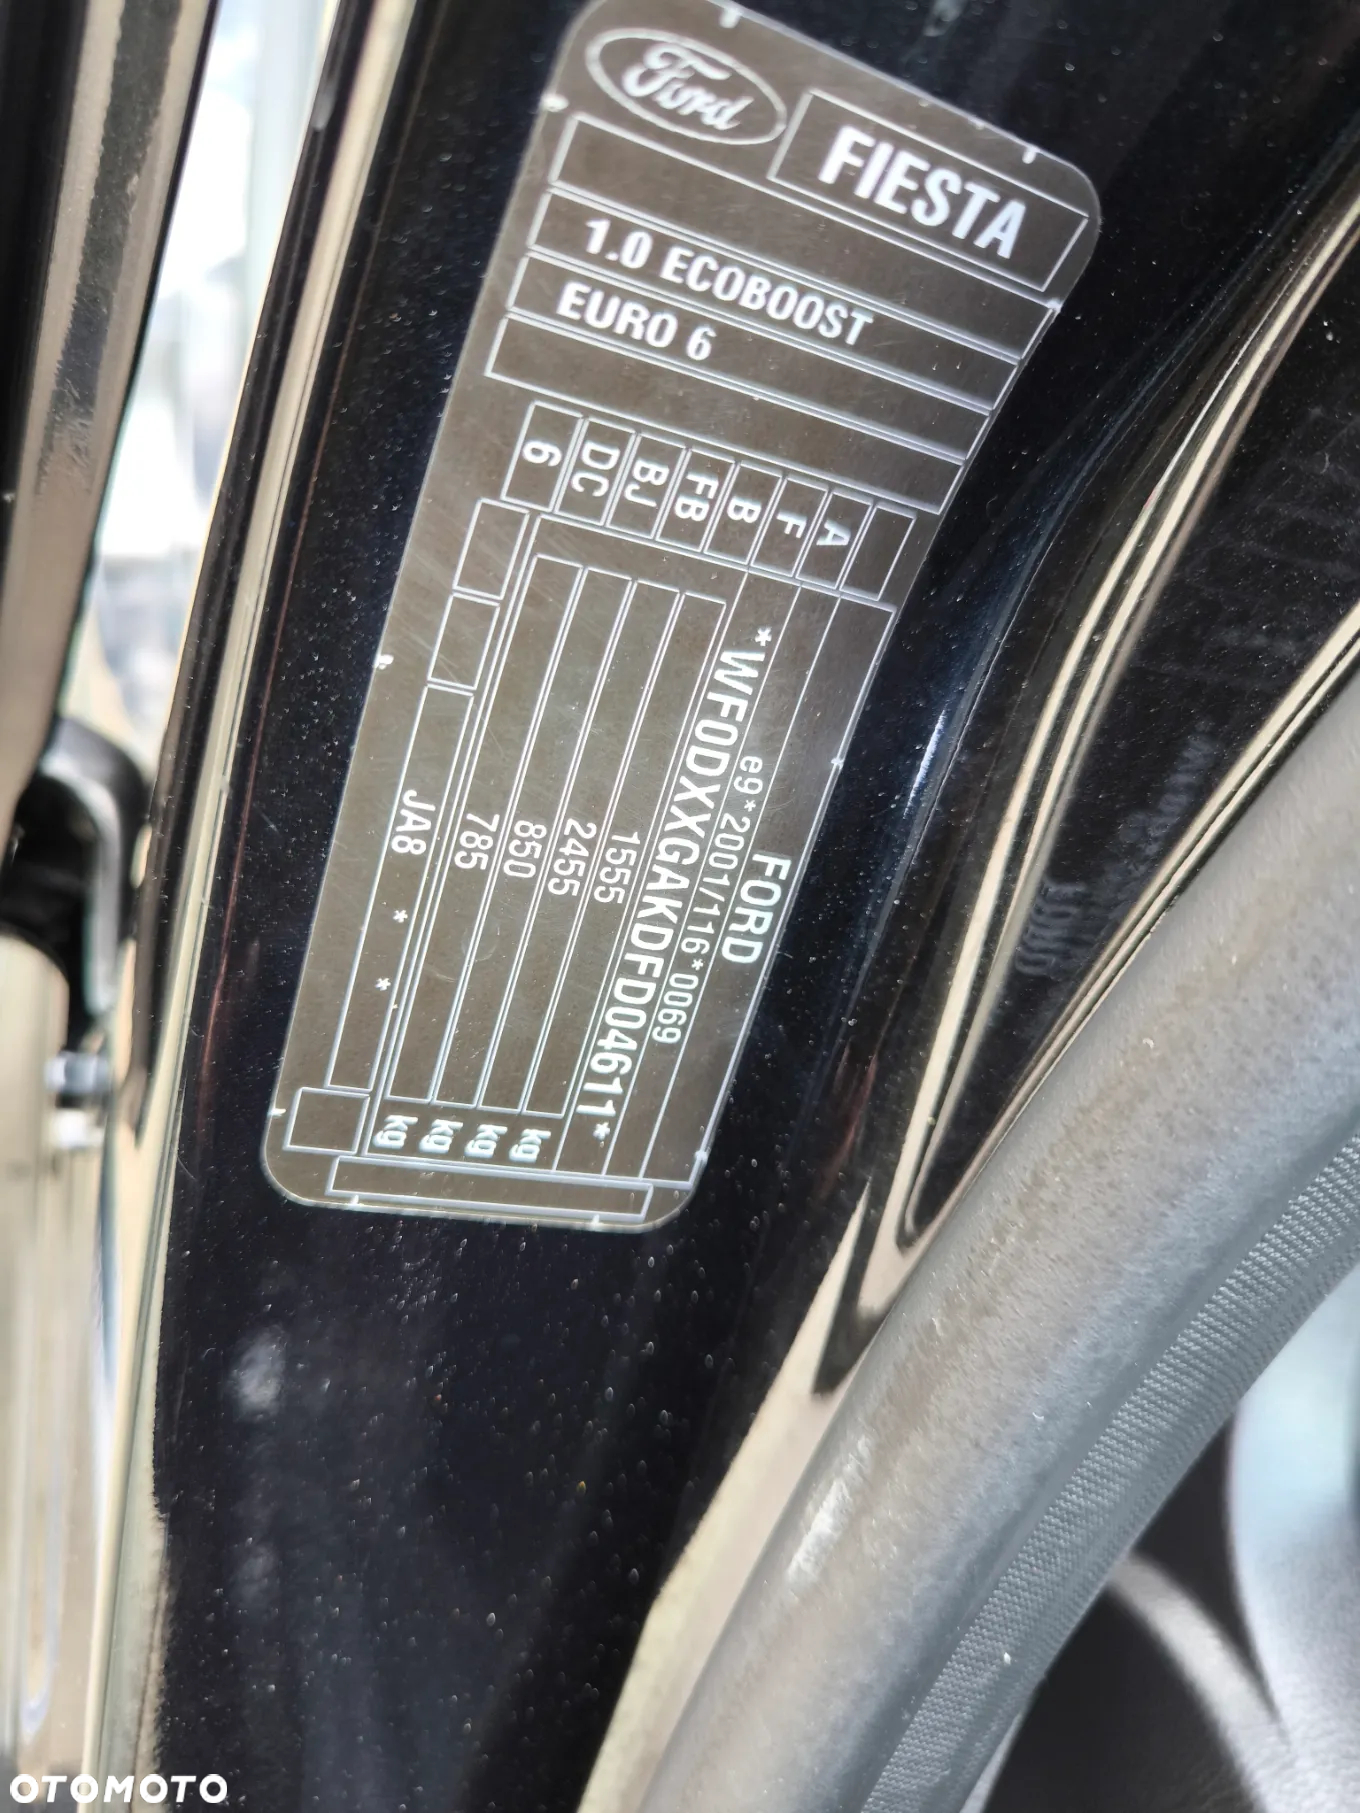 Ford
FIESTA
1.0 ECOBOOST
EURO 6
A
F
B
FB
BJ
DC
6
FORD
e9*2001/116*0069
*WF0DXXGAKDFD04611*
1555 kg
2455 kg
850 kg
785 kg
JA8 * *
OTOMOTO